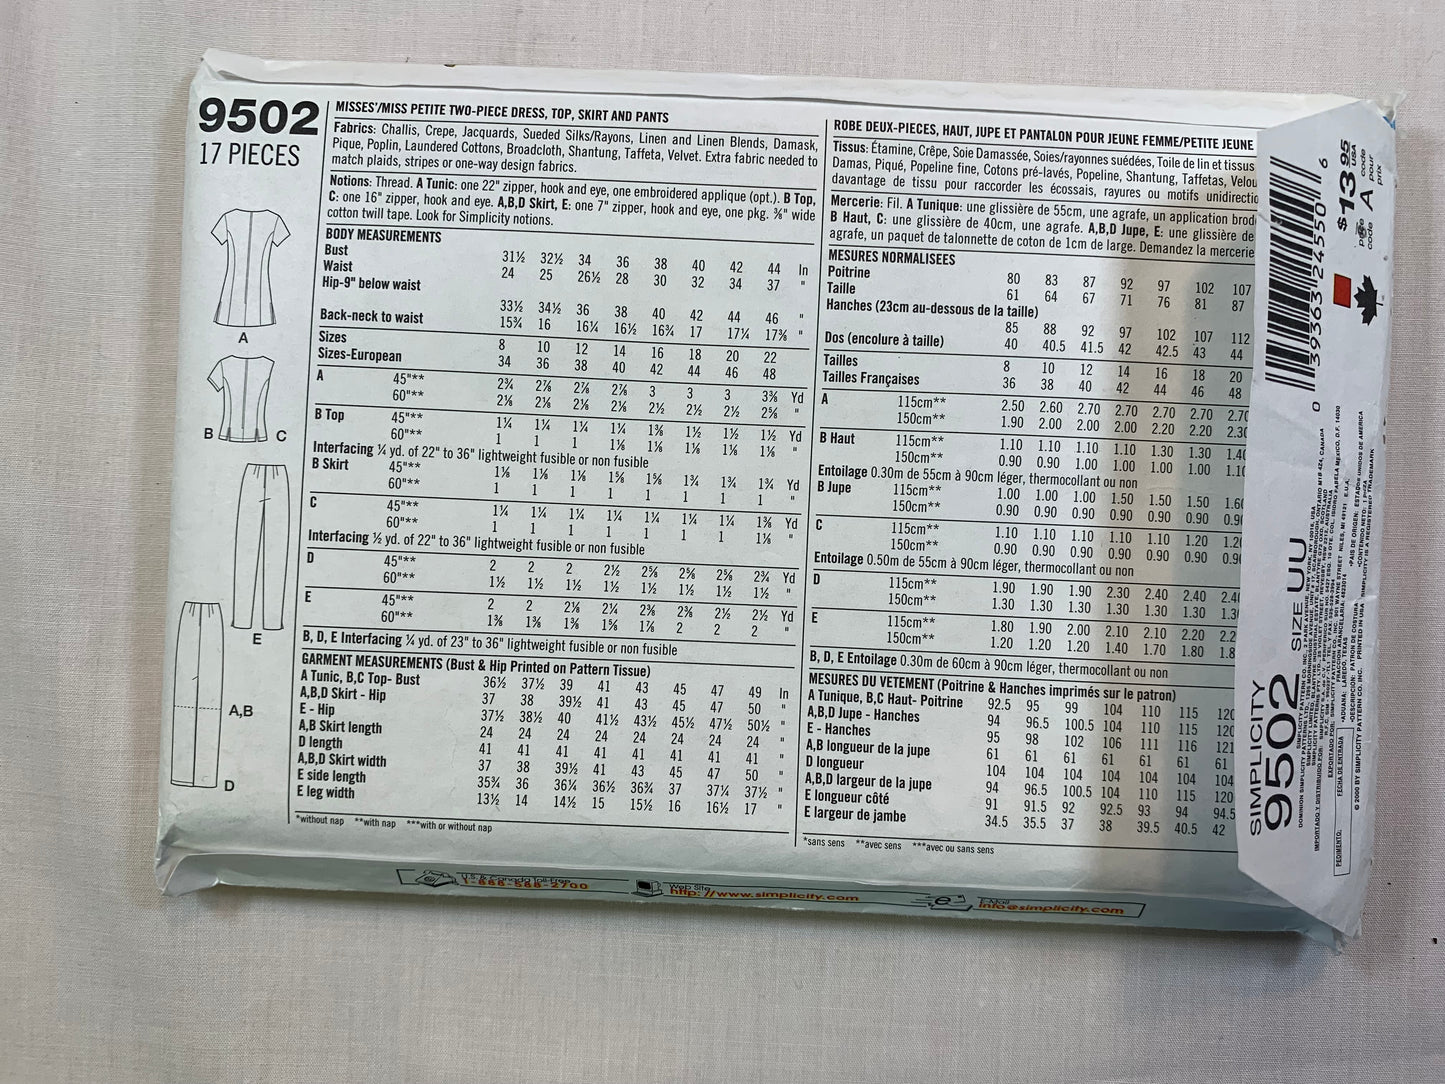 9502
17 PIECES
A
B
C
E
A,B
D
MISSES'/MISS PETITE TWO-PIECE DRESS, TOP, SKIRT AND PANTS
Fabrics: Challis, Crepe, Jacquards, Sueded Silks/Rayons, Linen and Linen Blends, Damask,
Pique, Poplin, Laundered Cottons, Broadcloth, Shantung, Taffeta, Velvet. Extra fabric needed to
match plaids, stripes or one-way design fabrics.
Notions: Thread. A Tunic: one 22" zipper, hook and eye, one embroidered applique (opt.). B Top,
C: one 16" zipper, hook and eye. A,B,D Skirt, E: one 7" zipper, hook and eye, one pkg. ⅜" wide
cotton twill tape. Look for Simplicity notions.
BODY MEASUREMENTS
Bust 31½ 32½ 34 36 38 40 42 44 In
Waist 24 25 26½ 28 30 32 34 37 "
Hip-9" below waist
33½ 34½ 36 38 40 42 44 46 "
Back-neck to waist 15¾ 16 16¼ 16½ 16¾ 17 17¼ 17⅜ "
Sizes 8 10 12 14 16 18 20 22
Sizes-European 34 36 38 40 42 44 46 48
A 45"** 2¾ 2⅞ 2⅞ 2⅞ 3 3 3 3⅜ Yd
60"** 2⅛ 2⅛ 2⅛ 2⅛ 2½ 2½ 2½ 2⅝ "
B Top 45"** 1¼ 1¼ 1¼ 1¼ 1⅜ 1½ 1½ 1½ Yd
60"** 1 1 1 1⅛ 1⅛ 1⅛ 1⅛ 1⅛ "
Interfacing ¼ yd. of 22" to 36" lightweight fusible or non fusible
B Skirt 45"** 1⅛ 1⅛ 1⅛ 1⅝ 1⅝ 1¾ 1¾ 1¾ Yd
60"** 1 1 1 1 1 1 1 1 "
C 45"** 1¼ 1¼ 1¼ 1¼ 1¼ 1¼ 1¼ 1⅜ Yd
60"** 1 1 1 1 1 1 1 1⅛ "
Interfacing ½ yd. of 22" to 36" lightweight fusible or non fusible
D 45"** 2 2 2 2½ 2⅝ 2⅝ 2⅝ 2¾ Yd
60"** 1½ 1½ 1½ 1½ 1½ 1½ 1½ 1½ "
E 45"** 2 2 2⅛ 2¼ 2⅜ 2⅜ 2½ 2½ Yd
60"** 1⅜ 1⅜ 1⅜ 1⅝ 1⅞ 2 2 2 "
B, D, E Interfacing ¼ yd. of 23" to 36" lightweight fusible or non fusible
GARMENT MEASUREMENTS (Bust & Hip Printed on Pattern Tissue)
A Tunic, B,C Top- Bust 36½ 37½ 39 41 43 45 47 49 In
A,B,D Skirt - Hip 37 38 39½ 41 43 45 47 50 "
E - Hip 37½ 38½ 40 41½ 43½ 45½ 47½ 50½ "
A,B Skirt length 24 24 24 24 24 24 24 24 "
D length 41 41 41 41 41 41 41 41 "
A,B,D Skirt width 37 38 39½ 41 43 45 47 50 "
E side length 35¾ 36 36¼ 36½ 36¾ 37 37¼ 37½ "
E leg width 13½ 14 14½ 15 15½ 16 16½ 17 "
*without nap **with nap ***with or without nap
ROBE DEUX-PIECES, HAUT, JUPE ET PANTALON POUR JEUNE FEMME/PETITE JEUNE
Tissus: Étamine, Crêpe, Soie Damassée, Soies/rayonnes suédées, Toile de lin et tissus
Damas, Piqué, Popeline fine, Cotons pré-lavés, Popeline, Shantung, Taffetas, Velou
davantage de tissu pour raccorder les écossais, rayures ou motifs unidirectio
Mercerie: Fil. A Tunique: une glissière de 55cm, une agrafe, un application brod
B Haut, C: une glissière de 40cm, une agrafe. A,B,D Jupe, E: une glissière de
agrafe, un paquet de talonnette de coton de 1cm de large. Demandez la mercerie
MESURES NORMALISEES
Poitrine 80 83 87 92 97 102 107
Taille 61 64 67 71 76 81 87
Hanches (23cm au-dessous de la taille)
85 88 92 97 102 107 112
Dos (encolure à taille) 40 40.5 41.5 42 42.5 43 44
Tailles 8 10 12 14 16 18 20
Tailles Françaises 36 38 40 42 44 46 48
A 115cm** 2.50 2.60 2.70 2.70 2.70 2.70 2.70
150cm** 1.90 2.00 2.00 2.00 2.20 2.20 2.30
B Haut 115cm** 1.10 1.10 1.10 1.10 1.30 1.30 1.40
150cm** 0.90 0.90 1.00 1.00 1.00 1.00 1.10
Entoilage 0.30m de 55cm à 90cm léger, thermocollant ou non
B Jupe 115cm** 1.00 1.00 1.00 1.50 1.50 1.50 1.60
150cm** 0.90 0.90 0.90 0.90 0.90 0.90 0.90
C 115cm** 1.10 1.10 1.10 1.10 1.10 1.20 1.20
150cm** 0.90 0.90 0.90 0.90 0.90 0.90 0.90
Entoilage 0.50m de 55cm à 90cm léger, thermocollant ou non
D 115cm** 1.90 1.90 1.90 2.30 2.40 2.40 2.40
150cm** 1.30 1.30 1.30 1.30 1.30 1.30 1.30
E 115cm** 1.80 1.90 2.00 2.10 2.10 2.20 2.2
150cm** 1.20 1.20 1.20 1.40 1.70 1.80 1.8
B, D, E Entoilage 0.30m de 60cm à 90cm léger, thermocollant ou non
MESURES DU VETEMENT (Poitrine & Hanches imprimés sur le patron)
A Tunique, B,C Haut- Poitrine 92.5 95 99 104 110 115 120
A,B,D Jupe - Hanches 94 96.5 100.5 104 110 115 120
E - Hanches 95 98 102 106 111 116 121
A,B longueur de la jupe 61 61 61 61 61 61 61
D longueur 104 104 104 104 104 104 104
A,B,D largeur de la jupe 94 96.5 100.5 104 110 115 120
E longueur côté 91 91.5 92 92.5 93 94 94.5
E largeur de jambe 34.5 35.5 37 38 39.5 40.5 42
*sans sens **avec sens ***avec ou sans sens
U.S. & Canada Toll-Free
1-888-588-2700
Web Site
http://www.simplicity.com
E-Mail
info@simplicity.com
SIMPLICITY
9502 SIZE UU
0 39363 24550 6
$13.95
USA
price code A
code pour prix
PEDIMENTO:
FECHA DE ENTRADA
ADUANA: LAREDO, TEXAS
© 2000 BY SIMPLICITY PATTERN CO. INC. PRINTED IN USA SIMPLICITY IS A REGISTERED TRADEMARK